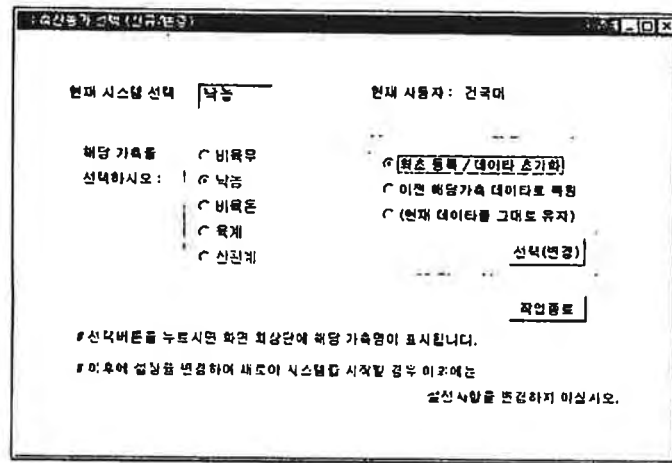 축산농가 선택 (신규/변경)
현재 시스템 선택 낙농
현재 사용자 : 건국대
해당 가축을
선택하시오 :
비육우
낙농
비육돈
육계
산란계
최초 등록 / 데이타 초기화
이전 해당가축 데이타로 복원
(현재 데이타를 그대로 유지)
선택(변경)
작업종료
# 선택버튼을 누르시면 화면 최상단에 해당 가축명이 표시됩니다.
# 이후에 설정을 변경하여 새로이 시스템을 시작할 경우 이외에는
설정사항을 변경하지 마십시오.